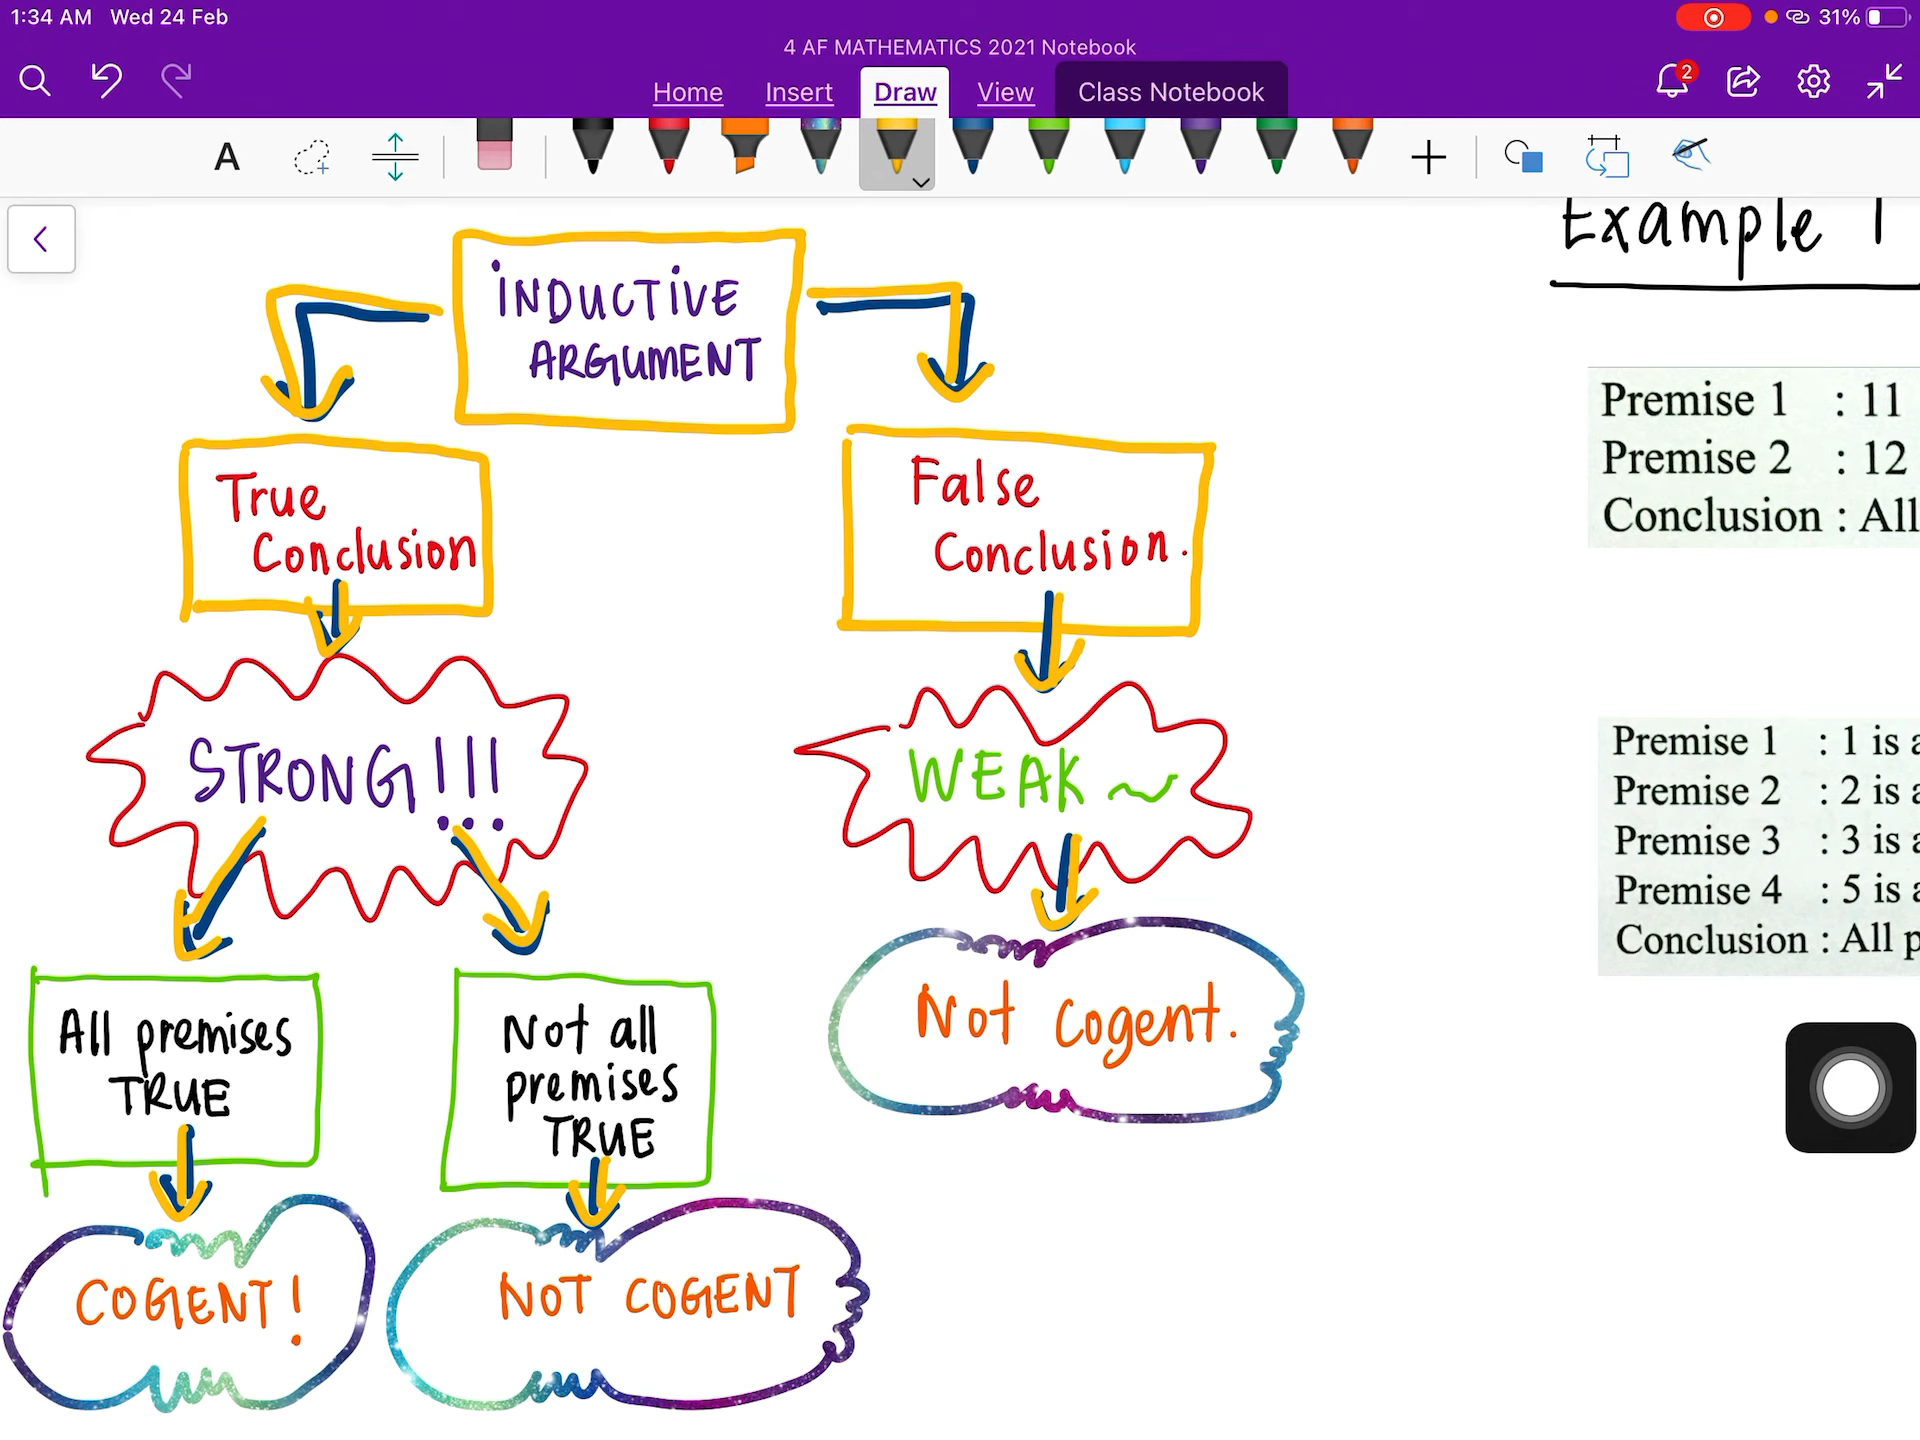 1:34 AM Wed 24 Feb
31%
4 AF MATHEMATICS 2021 Notebook
Home Insert Draw View Class Notebook
2
A
Example 1
INDUCTIVE
ARGUMENT
Premise 1 : 11
Premise 2 : 12
Conclusion : All
True
Conclusion
False
Conclusion.
STRONG!!!
WEAK ~
Premise 1 : 1 is a
Premise 2 : 2 is a
Premise 3 : 3 is a
Premise 4 : 5 is a
Conclusion : All p
All premises
TRUE
Not all
premises
TRUE
Not Cogent.
COGENT!
NOT COGENT